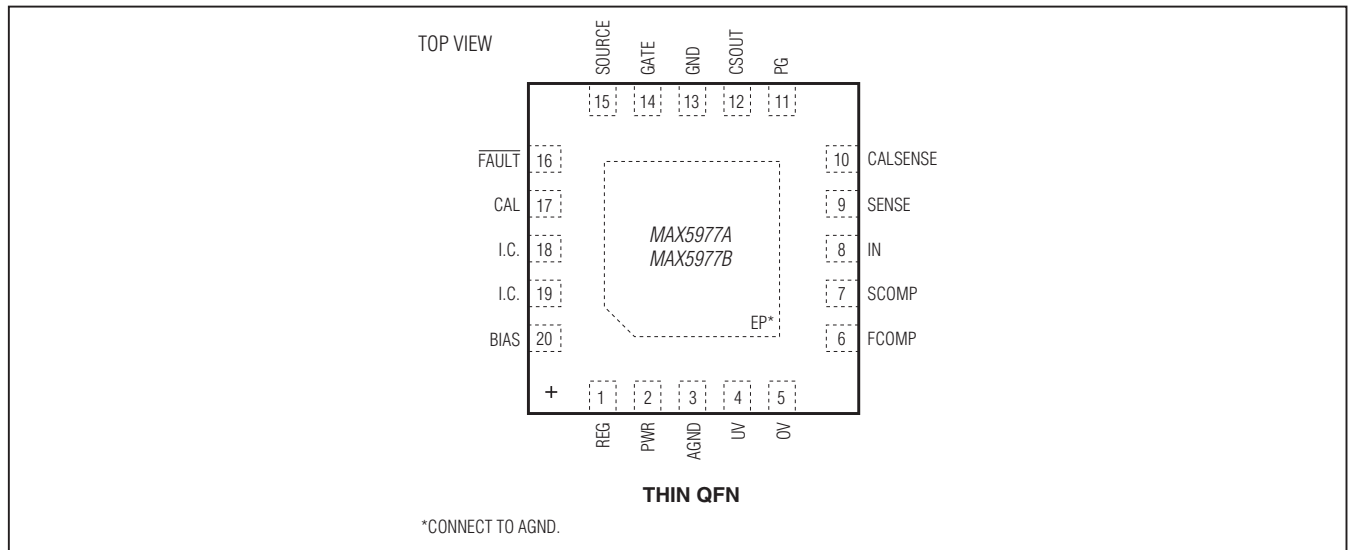 TOP VIEW
SOURCE
GATE
GND
CSOUT
PG
15
14
13
12
11
FAULT 16
10 CALSENSE
CAL 17
9 SENSE
MAX5977A
I.C. 18
8 IN
MAX5977B
I.C. 19
7 SCOMP
EP*
BIAS 20
6 FCOMP
+
1
2
3
4
5
REG
PWR
AGND
UV
OV
THIN QFN
*CONNECT TO AGND.